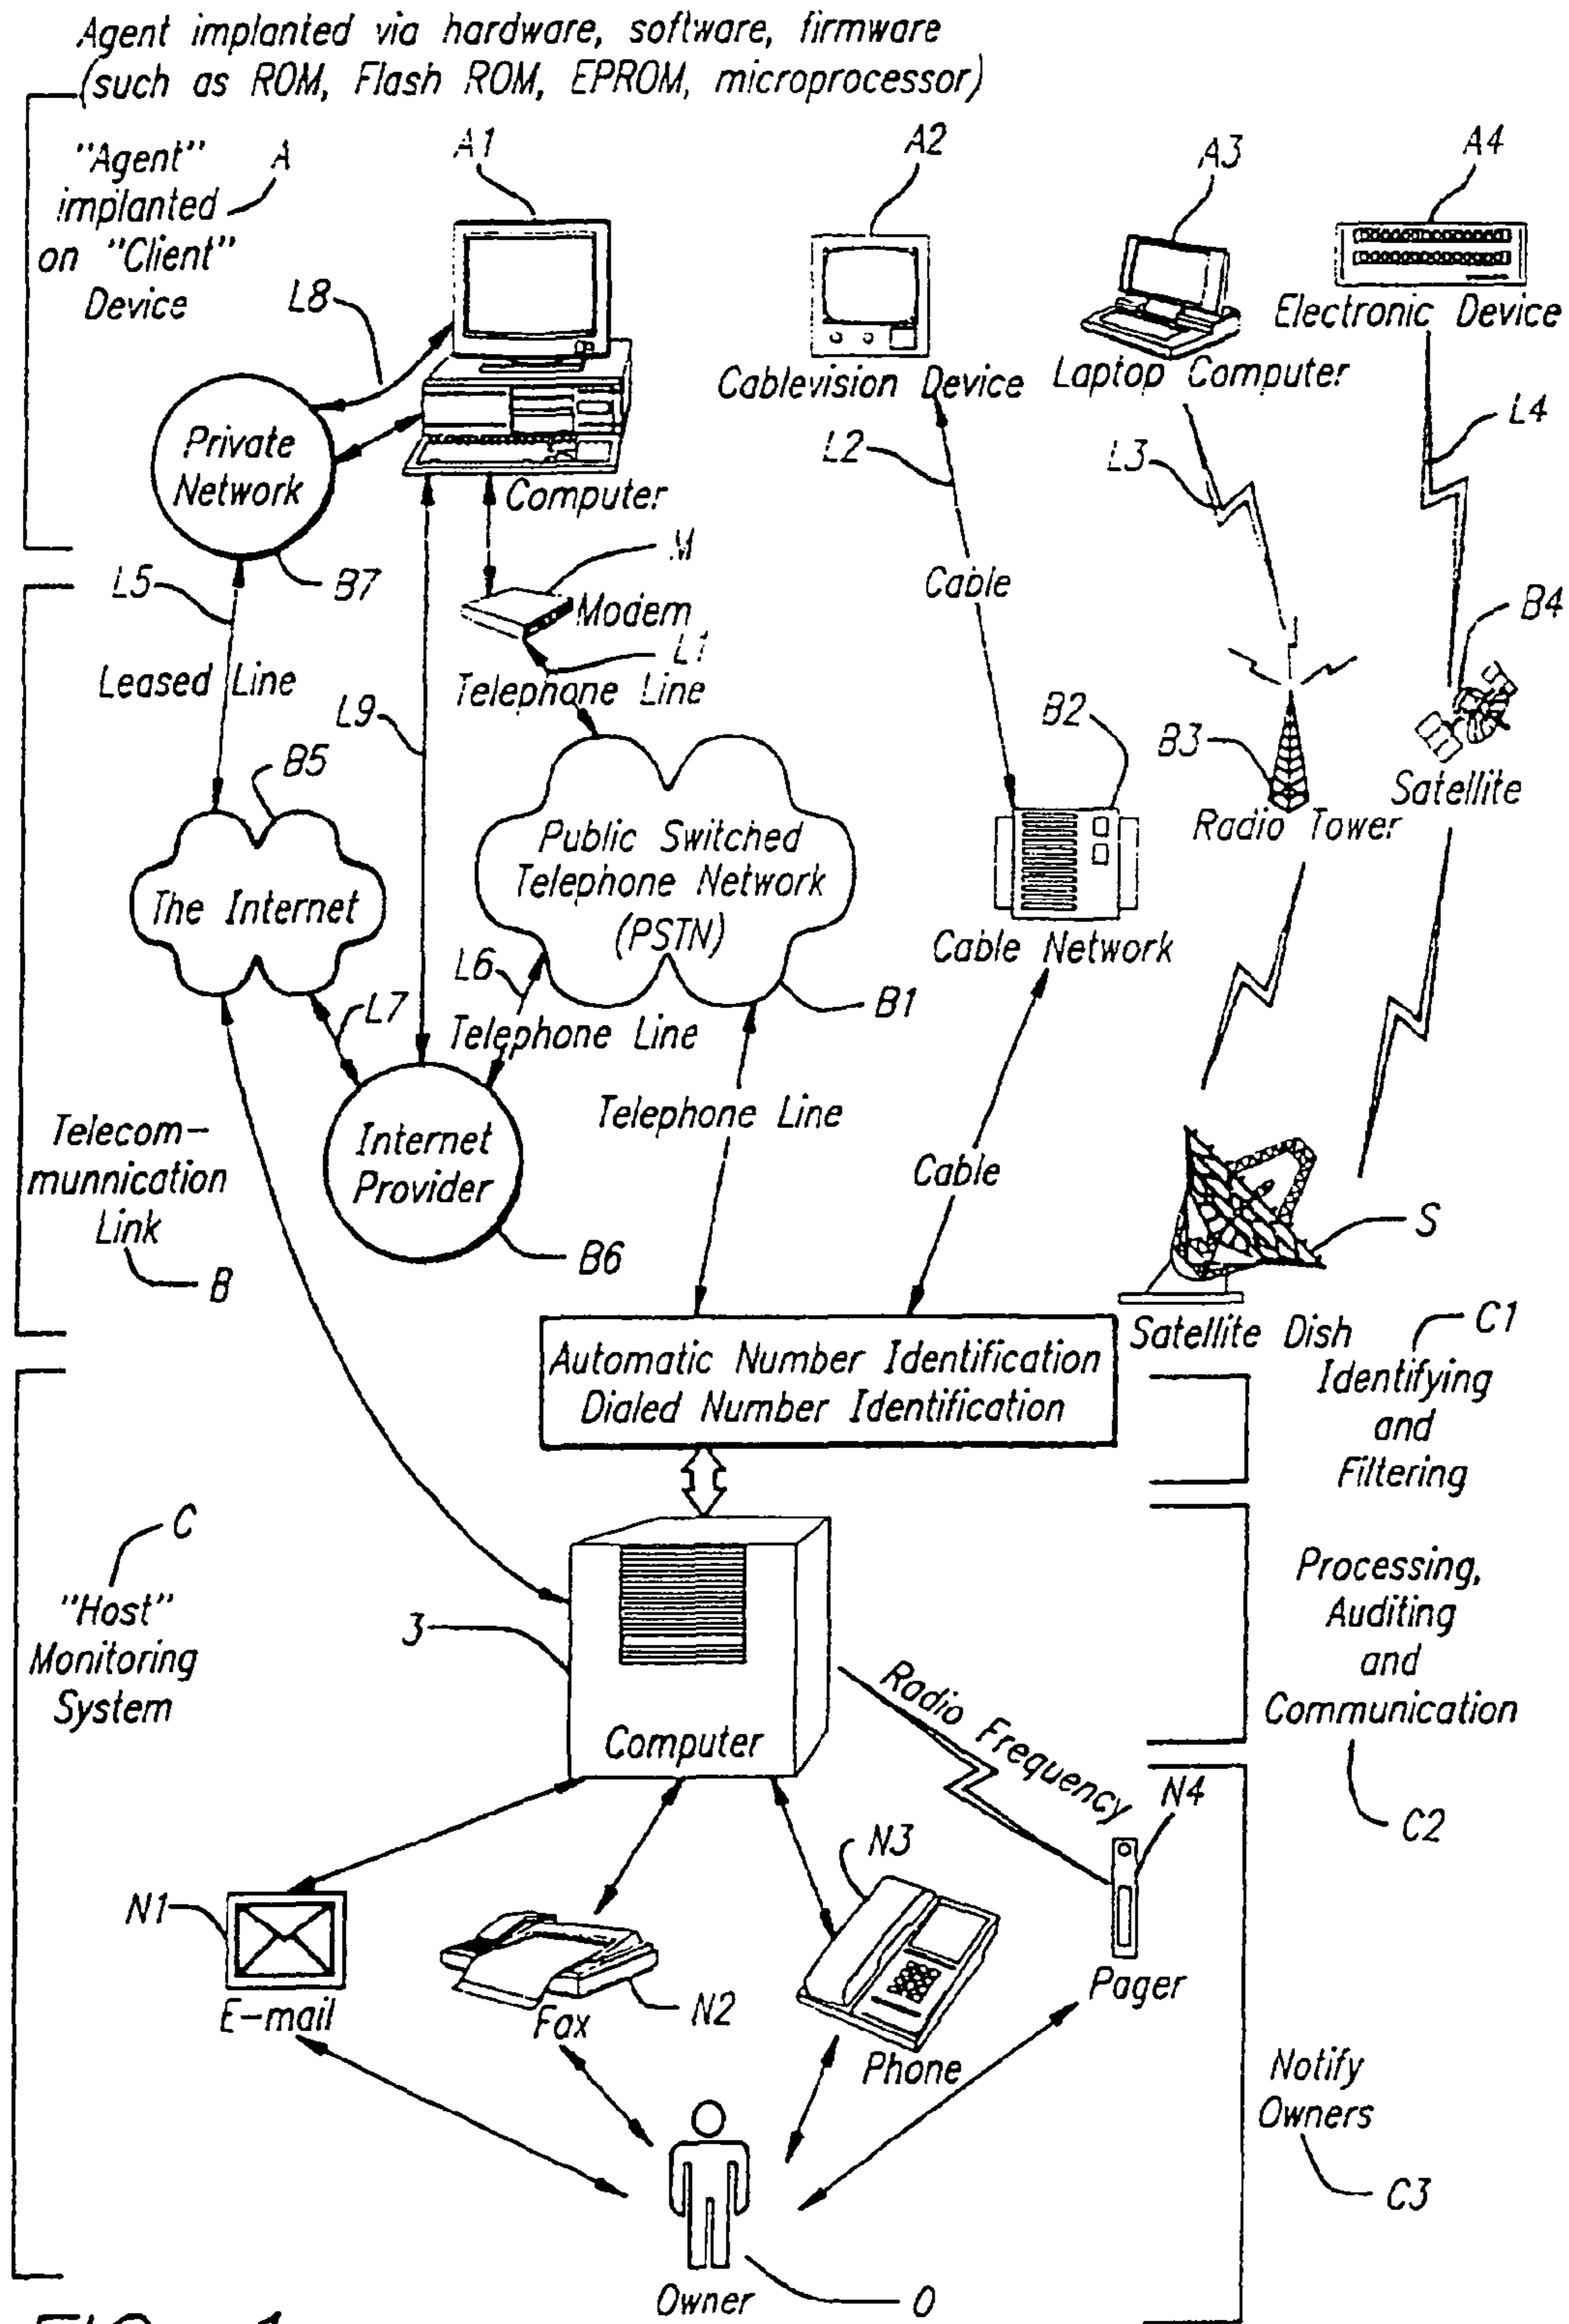 Agent implanted via hardware, software, firmware
(such as ROM, Flash ROM, EPROM, microprocessor)
"Agent"
implanted
on "Client"
Device
A
A1
A2
A3
A4
L8
Computer
Cablevision Device
Laptop Computer
Electronic Device
Private
Network
B7
L5
Leased Line
L9
M
Modem
L1
Telephone Line
L2
Cable
L3
L4
B2
B3
B4
Radio Tower
Satellite
B5
The Internet
Public Switched
Telephone Network
(PSTN)
B1
Cable Network
L6
L7
Telephone Line
Telephone Line
Cable
Internet
Provider
B6
Telecom-
munnication
Link
B
S
Satellite Dish
Automatic Number Identification
Dialed Number Identification
C1
Identifying
and
Filtering
C
"Host"
Monitoring
System
3
Computer
Radio Frequency
Processing,
Auditing
and
Communication
C2
N1
E-mail
Fax
N2
N3
Phone
N4
Pager
Notify
Owners
C3
Owner
O
FIG. 1